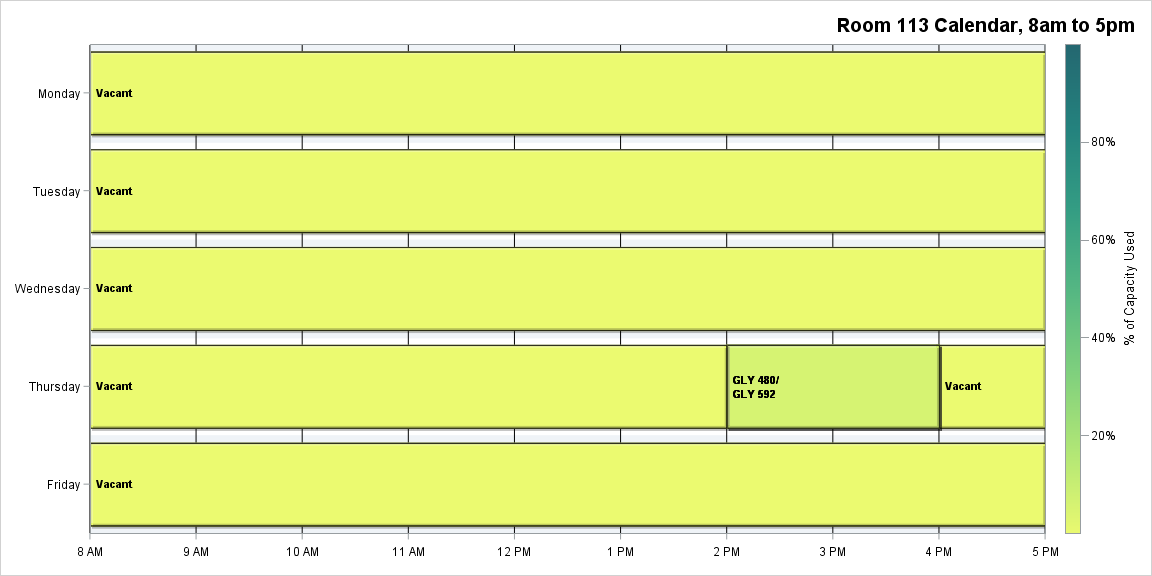 Room 113 Calendar, 8am to 5pm
Monday
Vacant
80%
Tuesday
Vacant
60%
Wednesday
Vacant
% of Capacity Used
40%
Thursday
Vacant
GLY 480/
GLY 592
Vacant
20%
Friday
Vacant
8 AM 9 AM 10 AM 11 AM 12 PM 1 PM 2 PM 3 PM 4 PM 5 PM